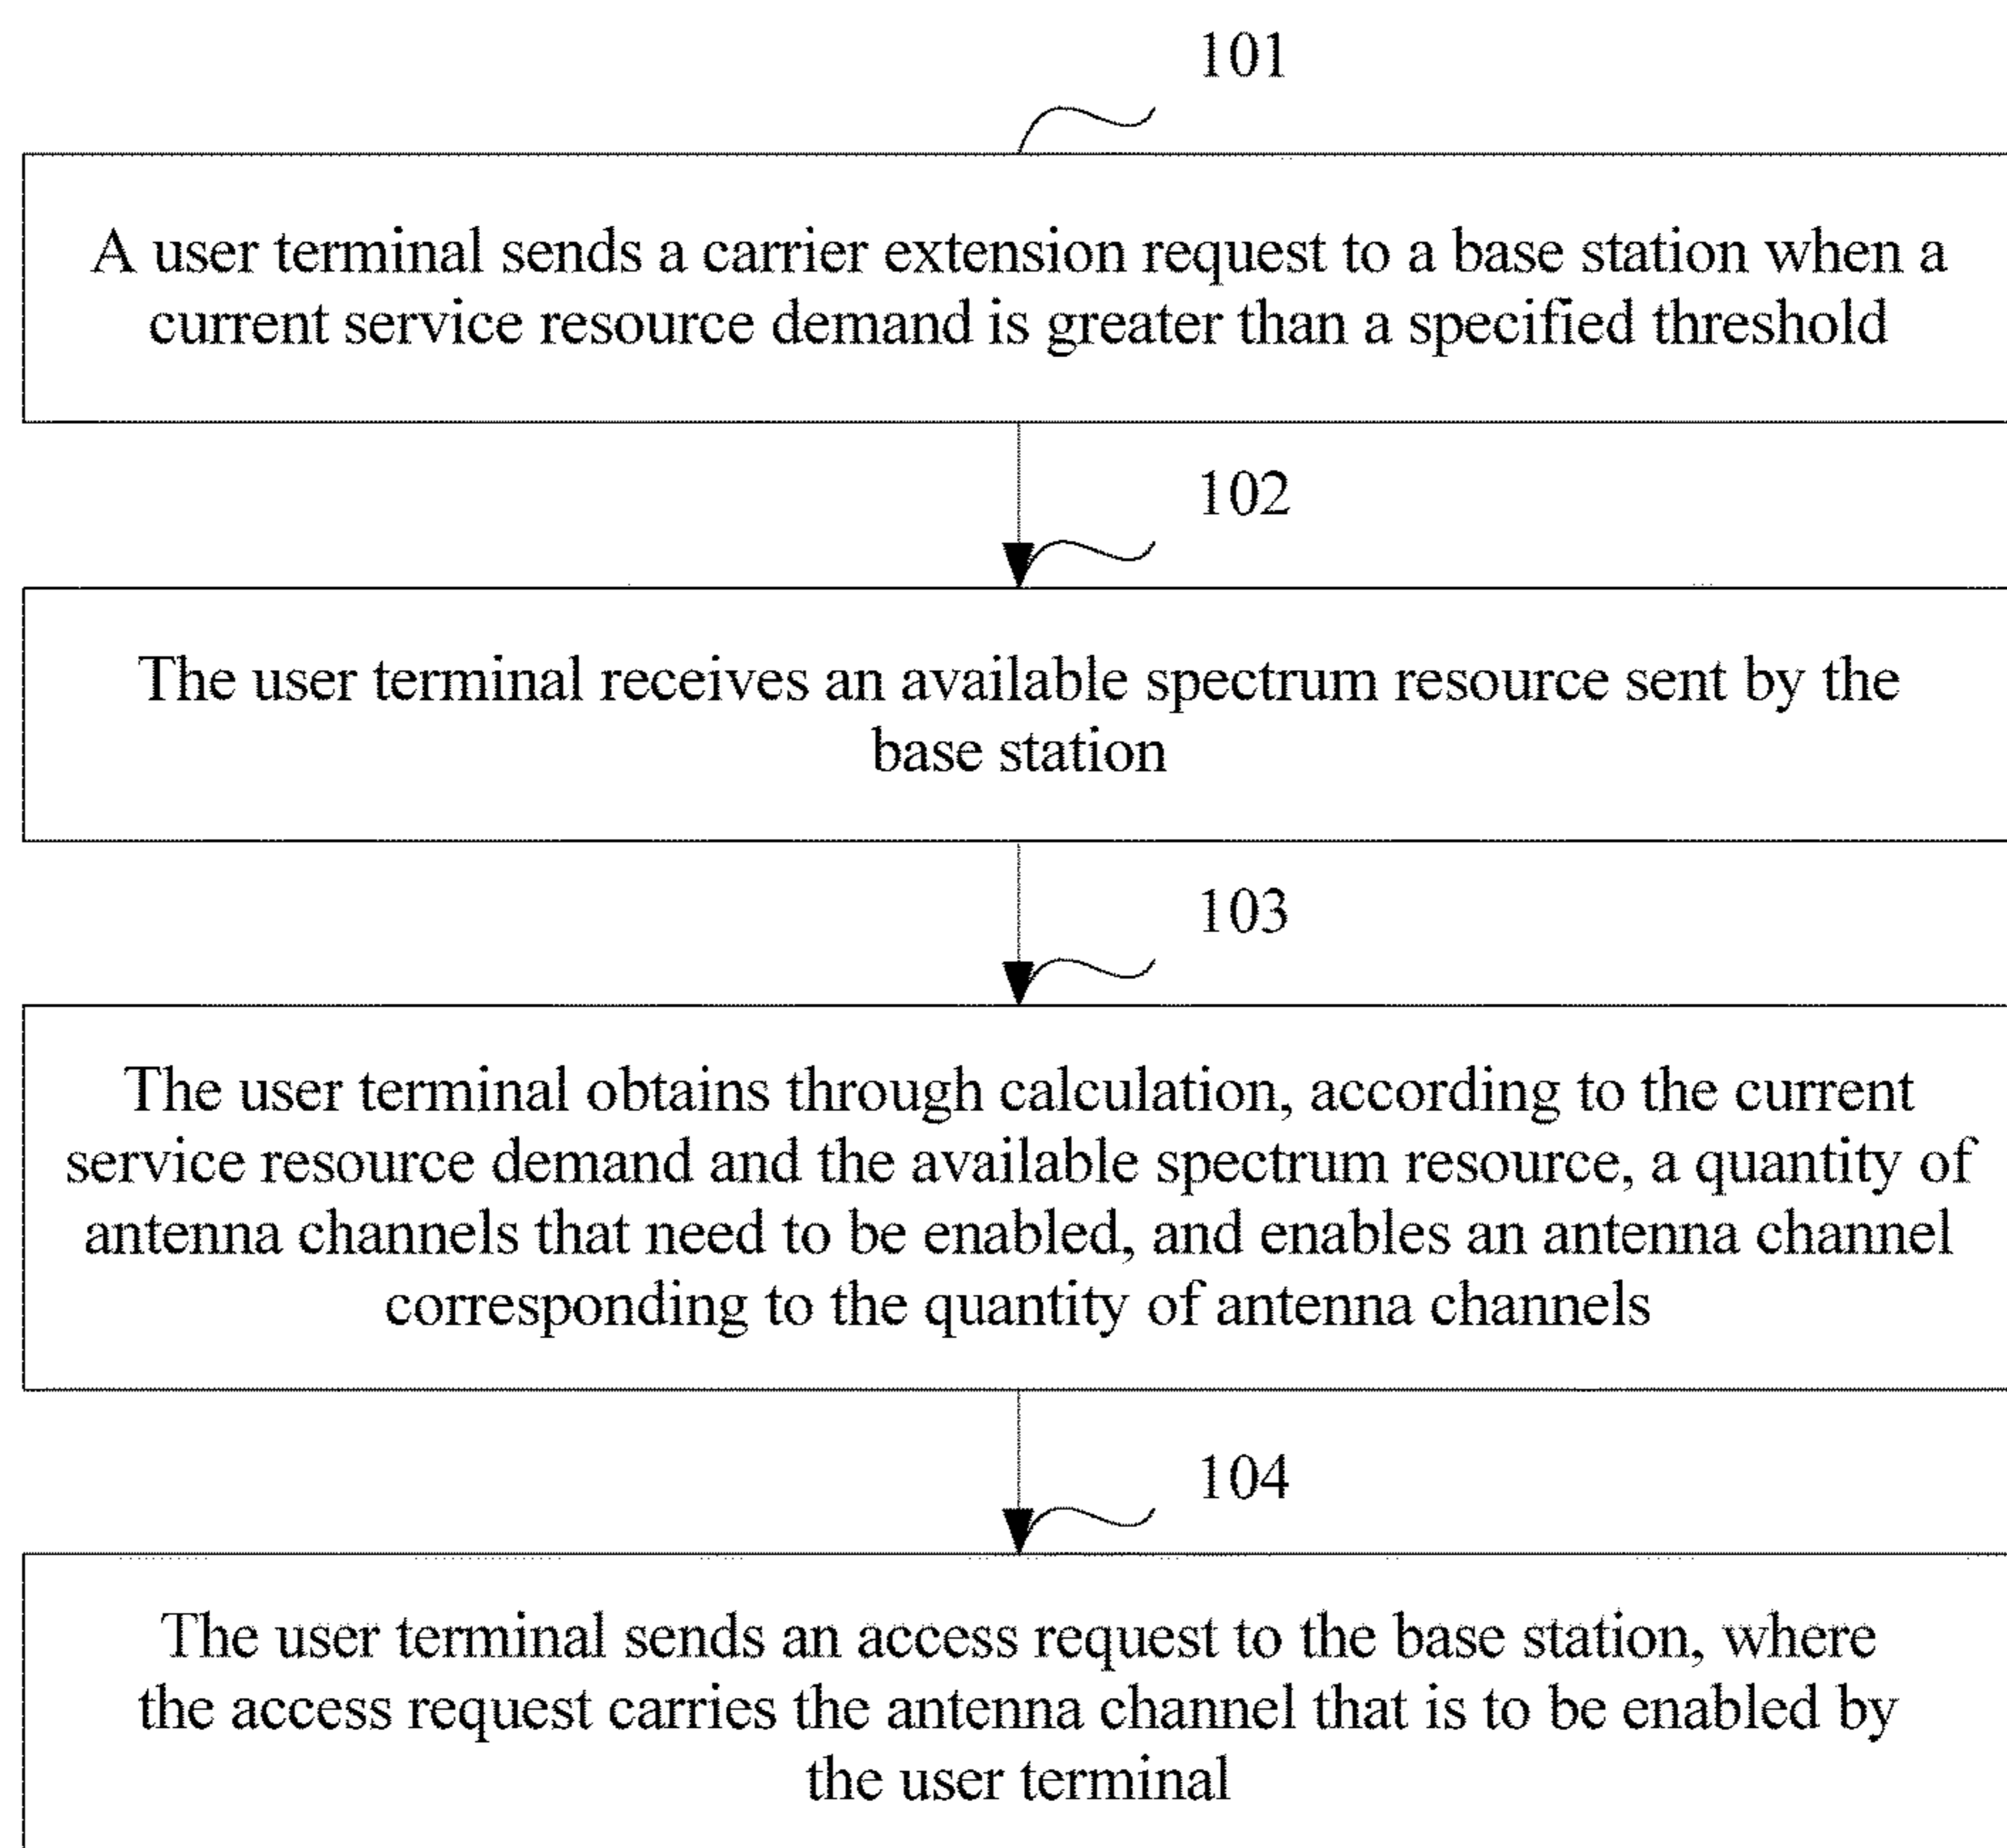 101
A user terminal sends a carrier extension request to a base station when a
current service resource demand is greater than a specified threshold
102
The user terminal receives an available spectrum resource sent by the
base station
103
The user terminal obtains through calculation, according to the current
service resource demand and the available spectrum resource, a quantity of
antenna channels that need to be enabled, and enables an antenna channel
corresponding to the quantity of antenna channels
104
The user terminal sends an access request to the base station, where
the access request carries the antenna channel that is to be enabled by
the user terminal